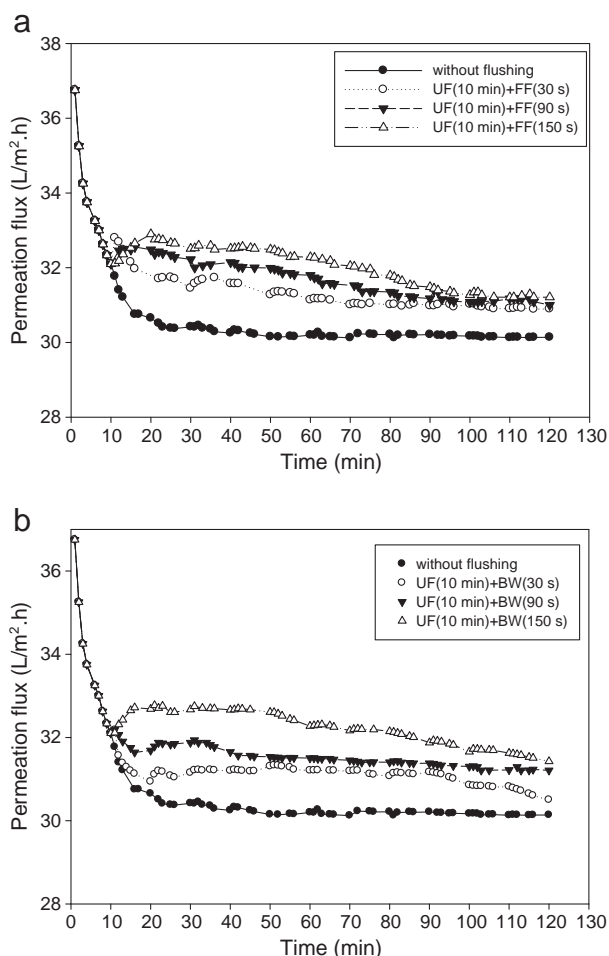 a
38
36
34
32
30
28
Permeation flux (L/m².h)
without flushing
UF(10 min)+FF(30 s)
UF(10 min)+FF(90 s)
UF(10 min)+FF(150 s)
0 10 20 30 40 50 60 70 80 90 100 110 120 130
Time (min)
b
38
36
34
32
30
28
Permeation flux (L/m².h)
without flushing
UF(10 min)+BW(30 s)
UF(10 min)+BW(90 s)
UF(10 min)+BW(150 s)
0 10 20 30 40 50 60 70 80 90 100 110 120 130
Time (min)